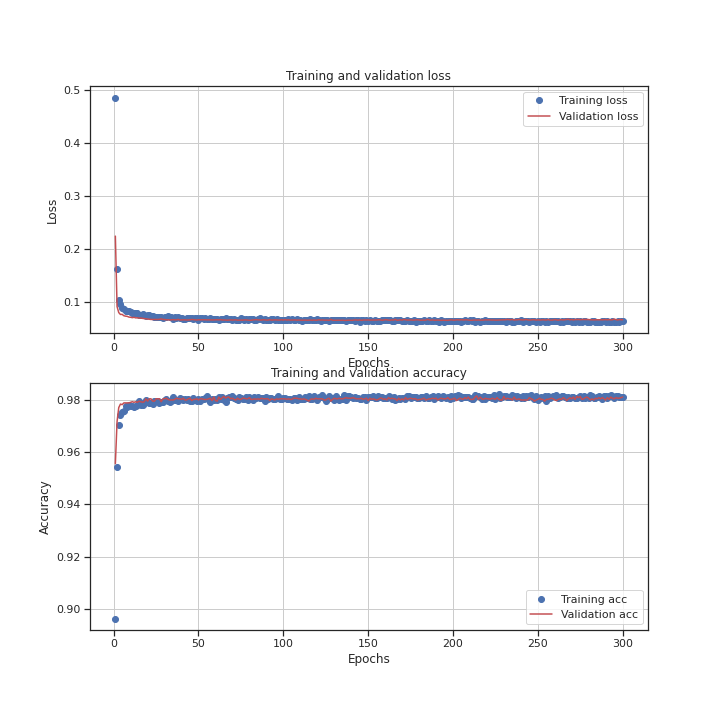 Training and validation loss
0.5
0.4
0.3
0.2
0.1
Loss
Training loss
Validation loss
0 50 100 150 200 250 300
Epochs
Training and validation accuracy
0.98
0.96
0.94
0.92
0.90
Accuracy
Training acc
Validation acc
0 50 100 150 200 250 300
Epochs